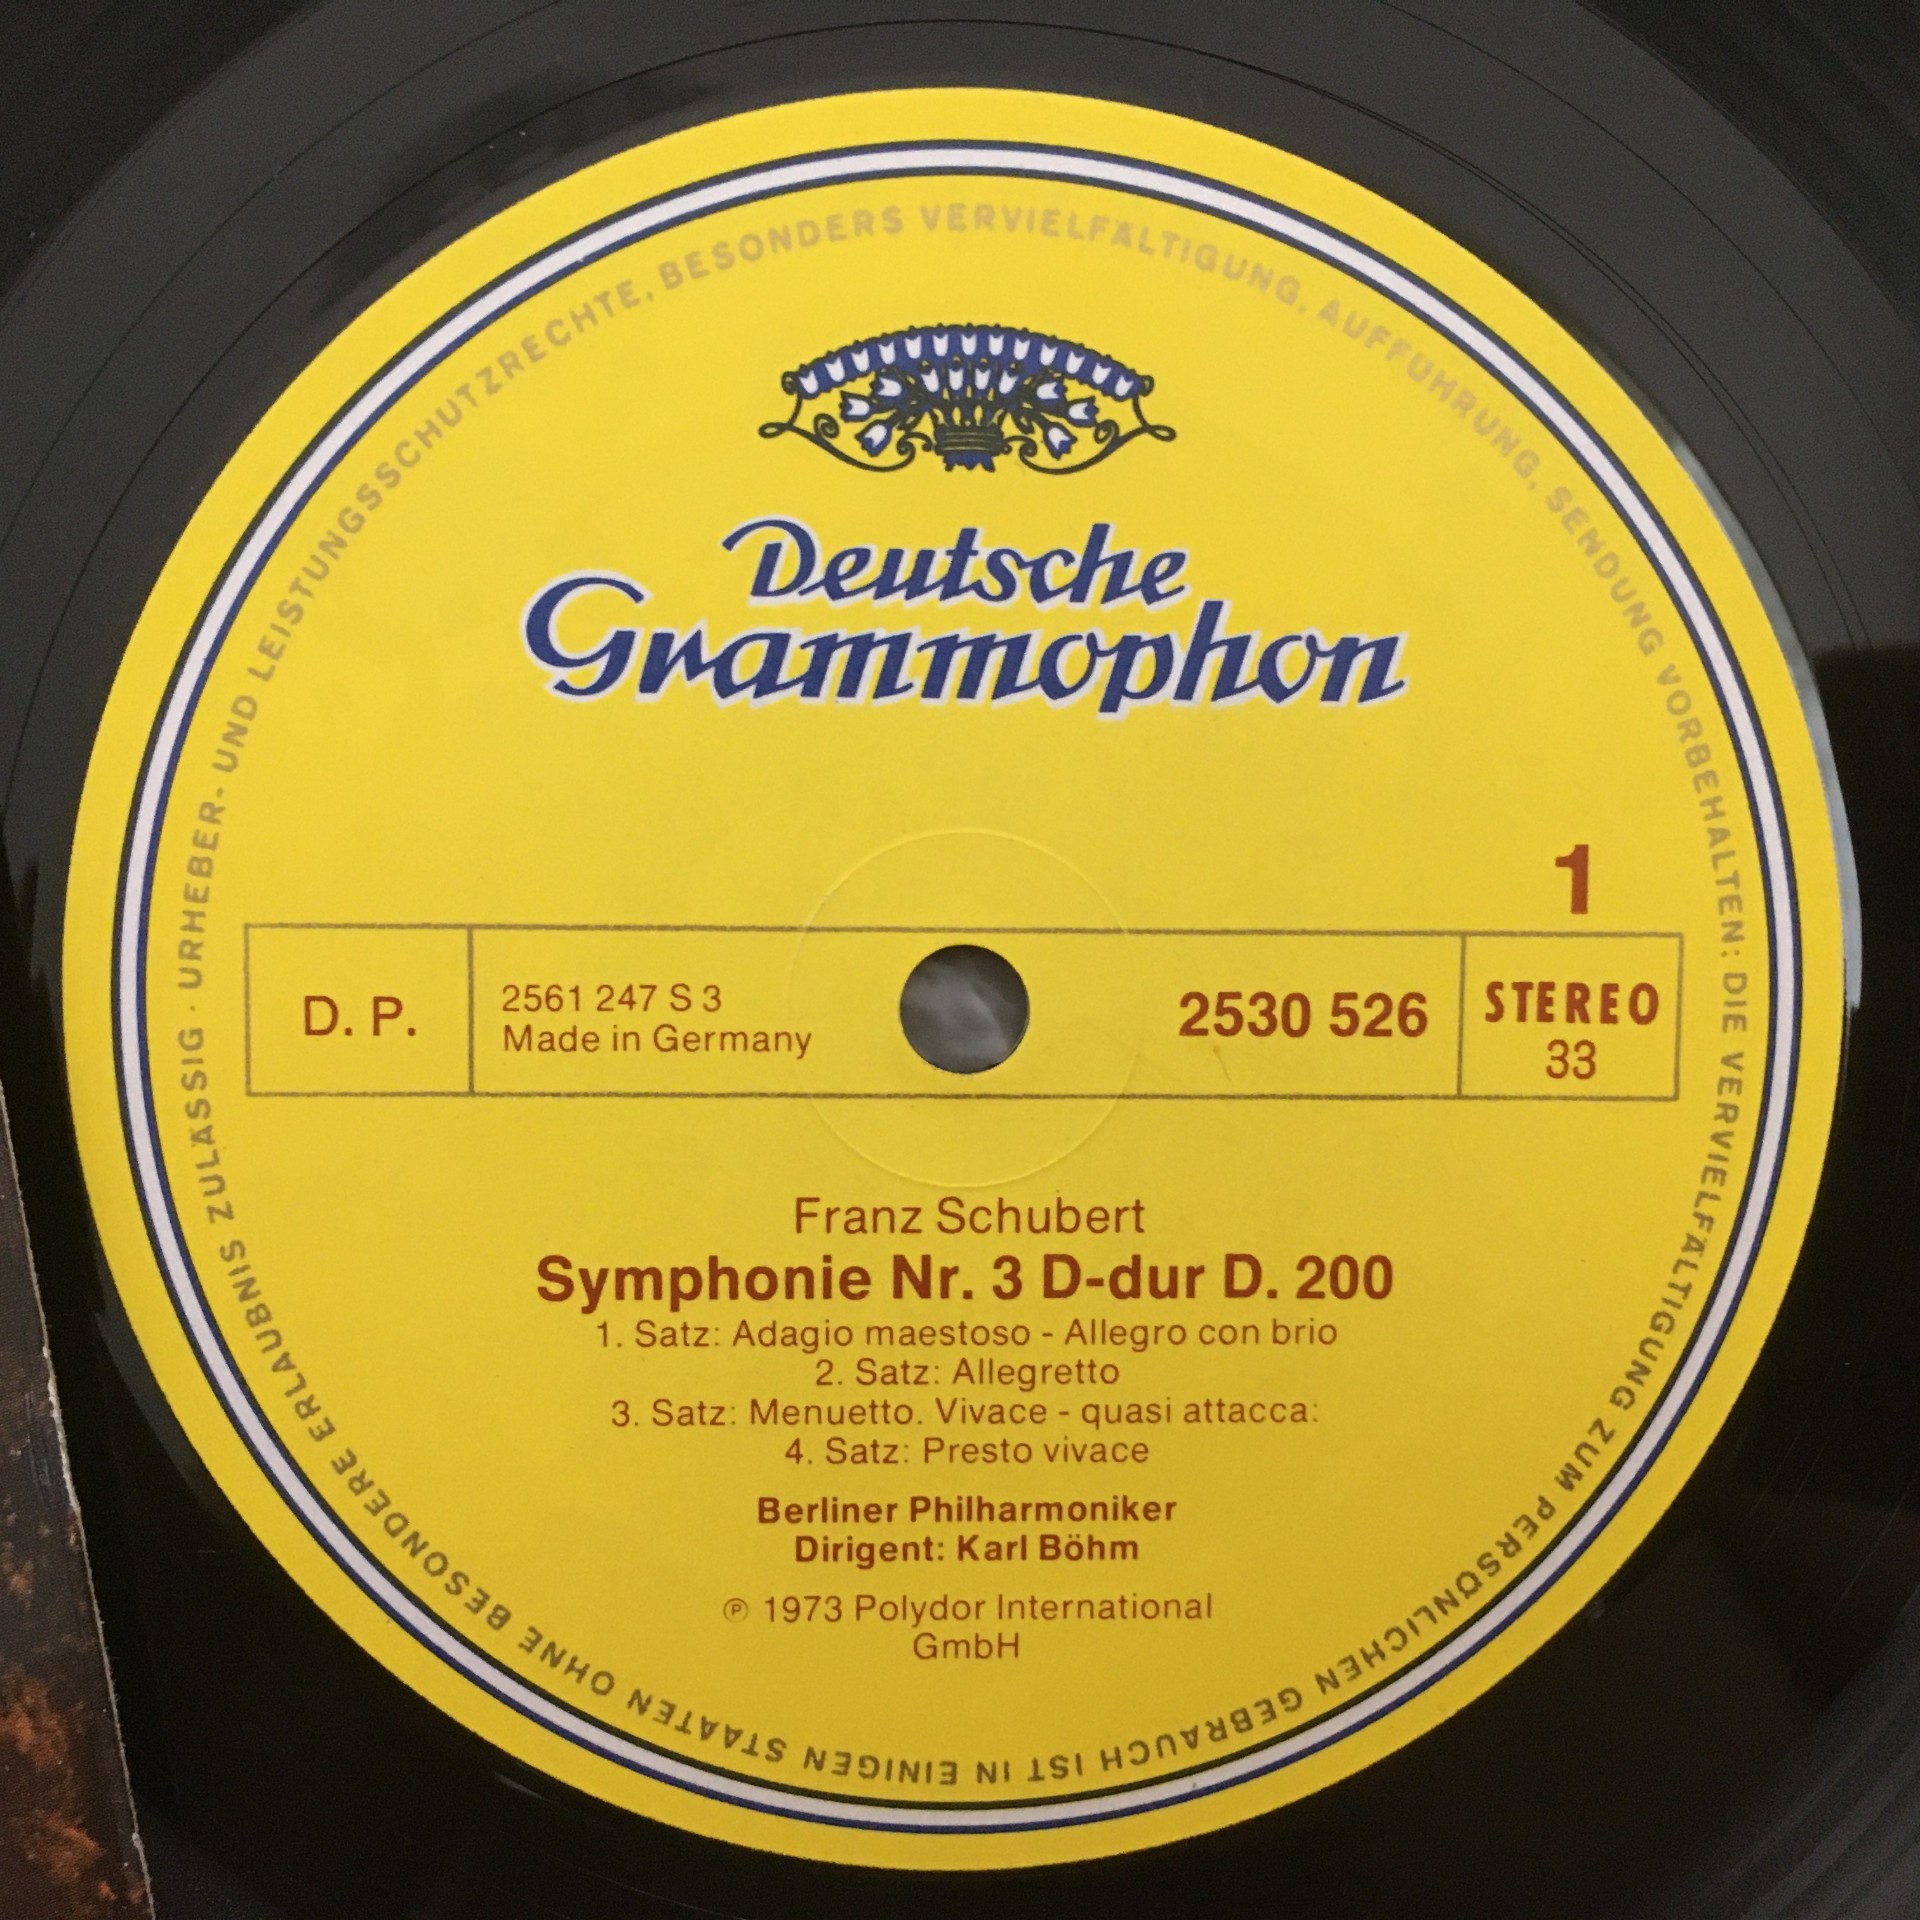 URHEBER- UND LEISTUNGSSCHUTZRECHTE, BESONDERS VERVIELFÄLTIGUNG, AUFFÜHRUNG, SENDUNG VORBEHALTEN: DIE VERVIELFÄLTIGUNG ZUM PERSÖNLICHEN GEBRAUCH IST IN EINIGEN STAATEN OHNE BESONDERE ERLAUBNIS ZULÄSSIG ·
Deutsche
Grammophon
1
D. P.
2561 247 S 3
Made in Germany
2530 526
STEREO
33
Franz Schubert
Symphonie Nr. 3 D-dur D. 200
1. Satz: Adagio maestoso - Allegro con brio
2. Satz: Allegretto
3. Satz: Menuetto. Vivace - quasi attacca:
4. Satz: Presto vivace
Berliner Philharmoniker
Dirigent: Karl Böhm
℗ 1973 Polydor International
GmbH